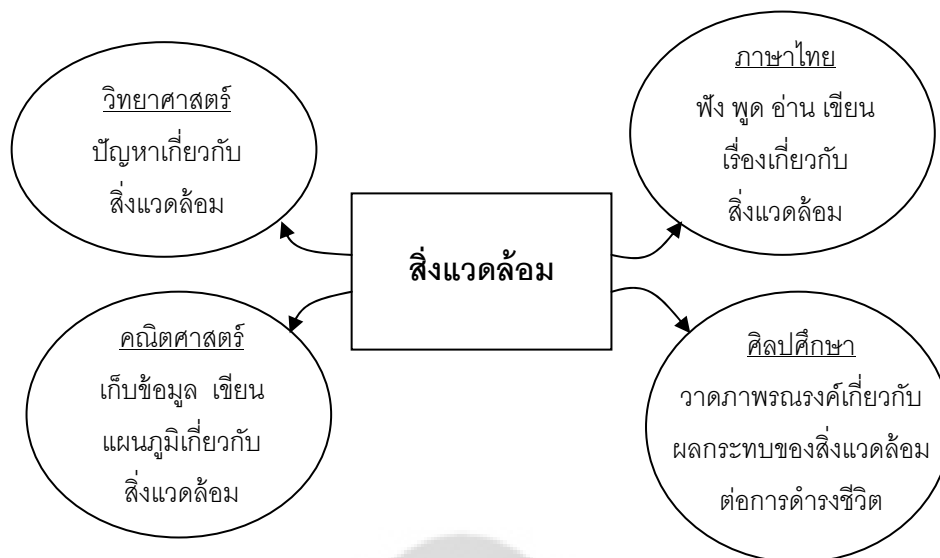 วิทยาศาสตร์
ปัญหาเกี่ยวกับ
สิ่งแวดล้อม
ภาษาไทย
ฟัง พูด อ่าน เขียน
เรื่องเกี่ยวกับ
สิ่งแวดล้อม
สิ่งแวดล้อม
คณิตศาสตร์
เก็บข้อมูล เขียน
แผนภูมิเกี่ยวกับ
สิ่งแวดล้อม
ศิลปศึกษา
วาดภาพรณรงค์เกี่ยวกับ
ผลกระทบของสิ่งแวดล้อม
ต่อการดำรงชีวิต